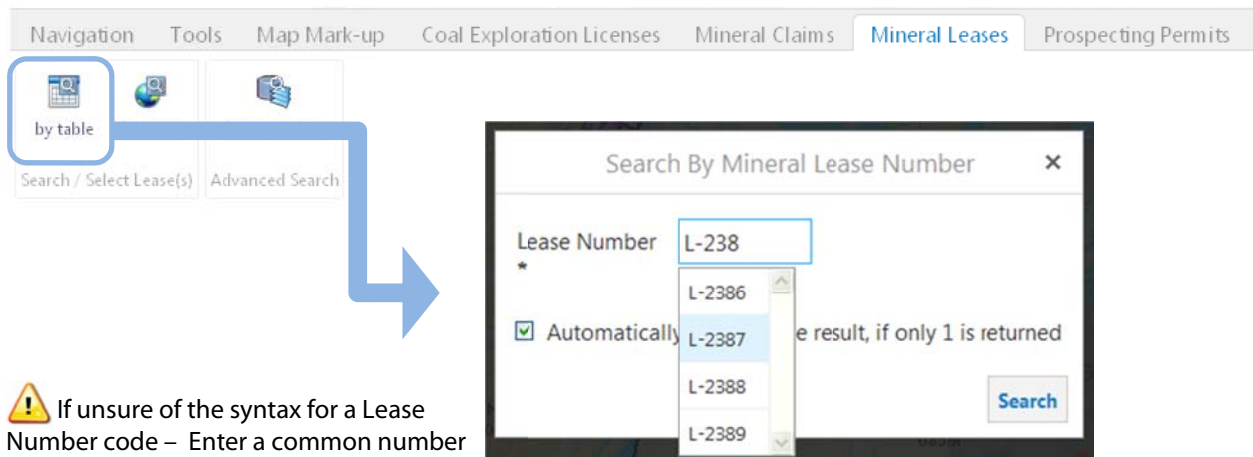 Navigation Tools Map Mark-up Coal Exploration Licenses Mineral Claims Mineral Leases Prospecting Permits
by table
Search / Select Lease(s) Advanced Search
Search By Mineral Lease Number ×
Lease Number L-238
*
L-2386
Automatically e result, if only 1 is returned
L-2387
L-2388
Search
L-2389
If unsure of the syntax for a Lease
Number code – Enter a common number